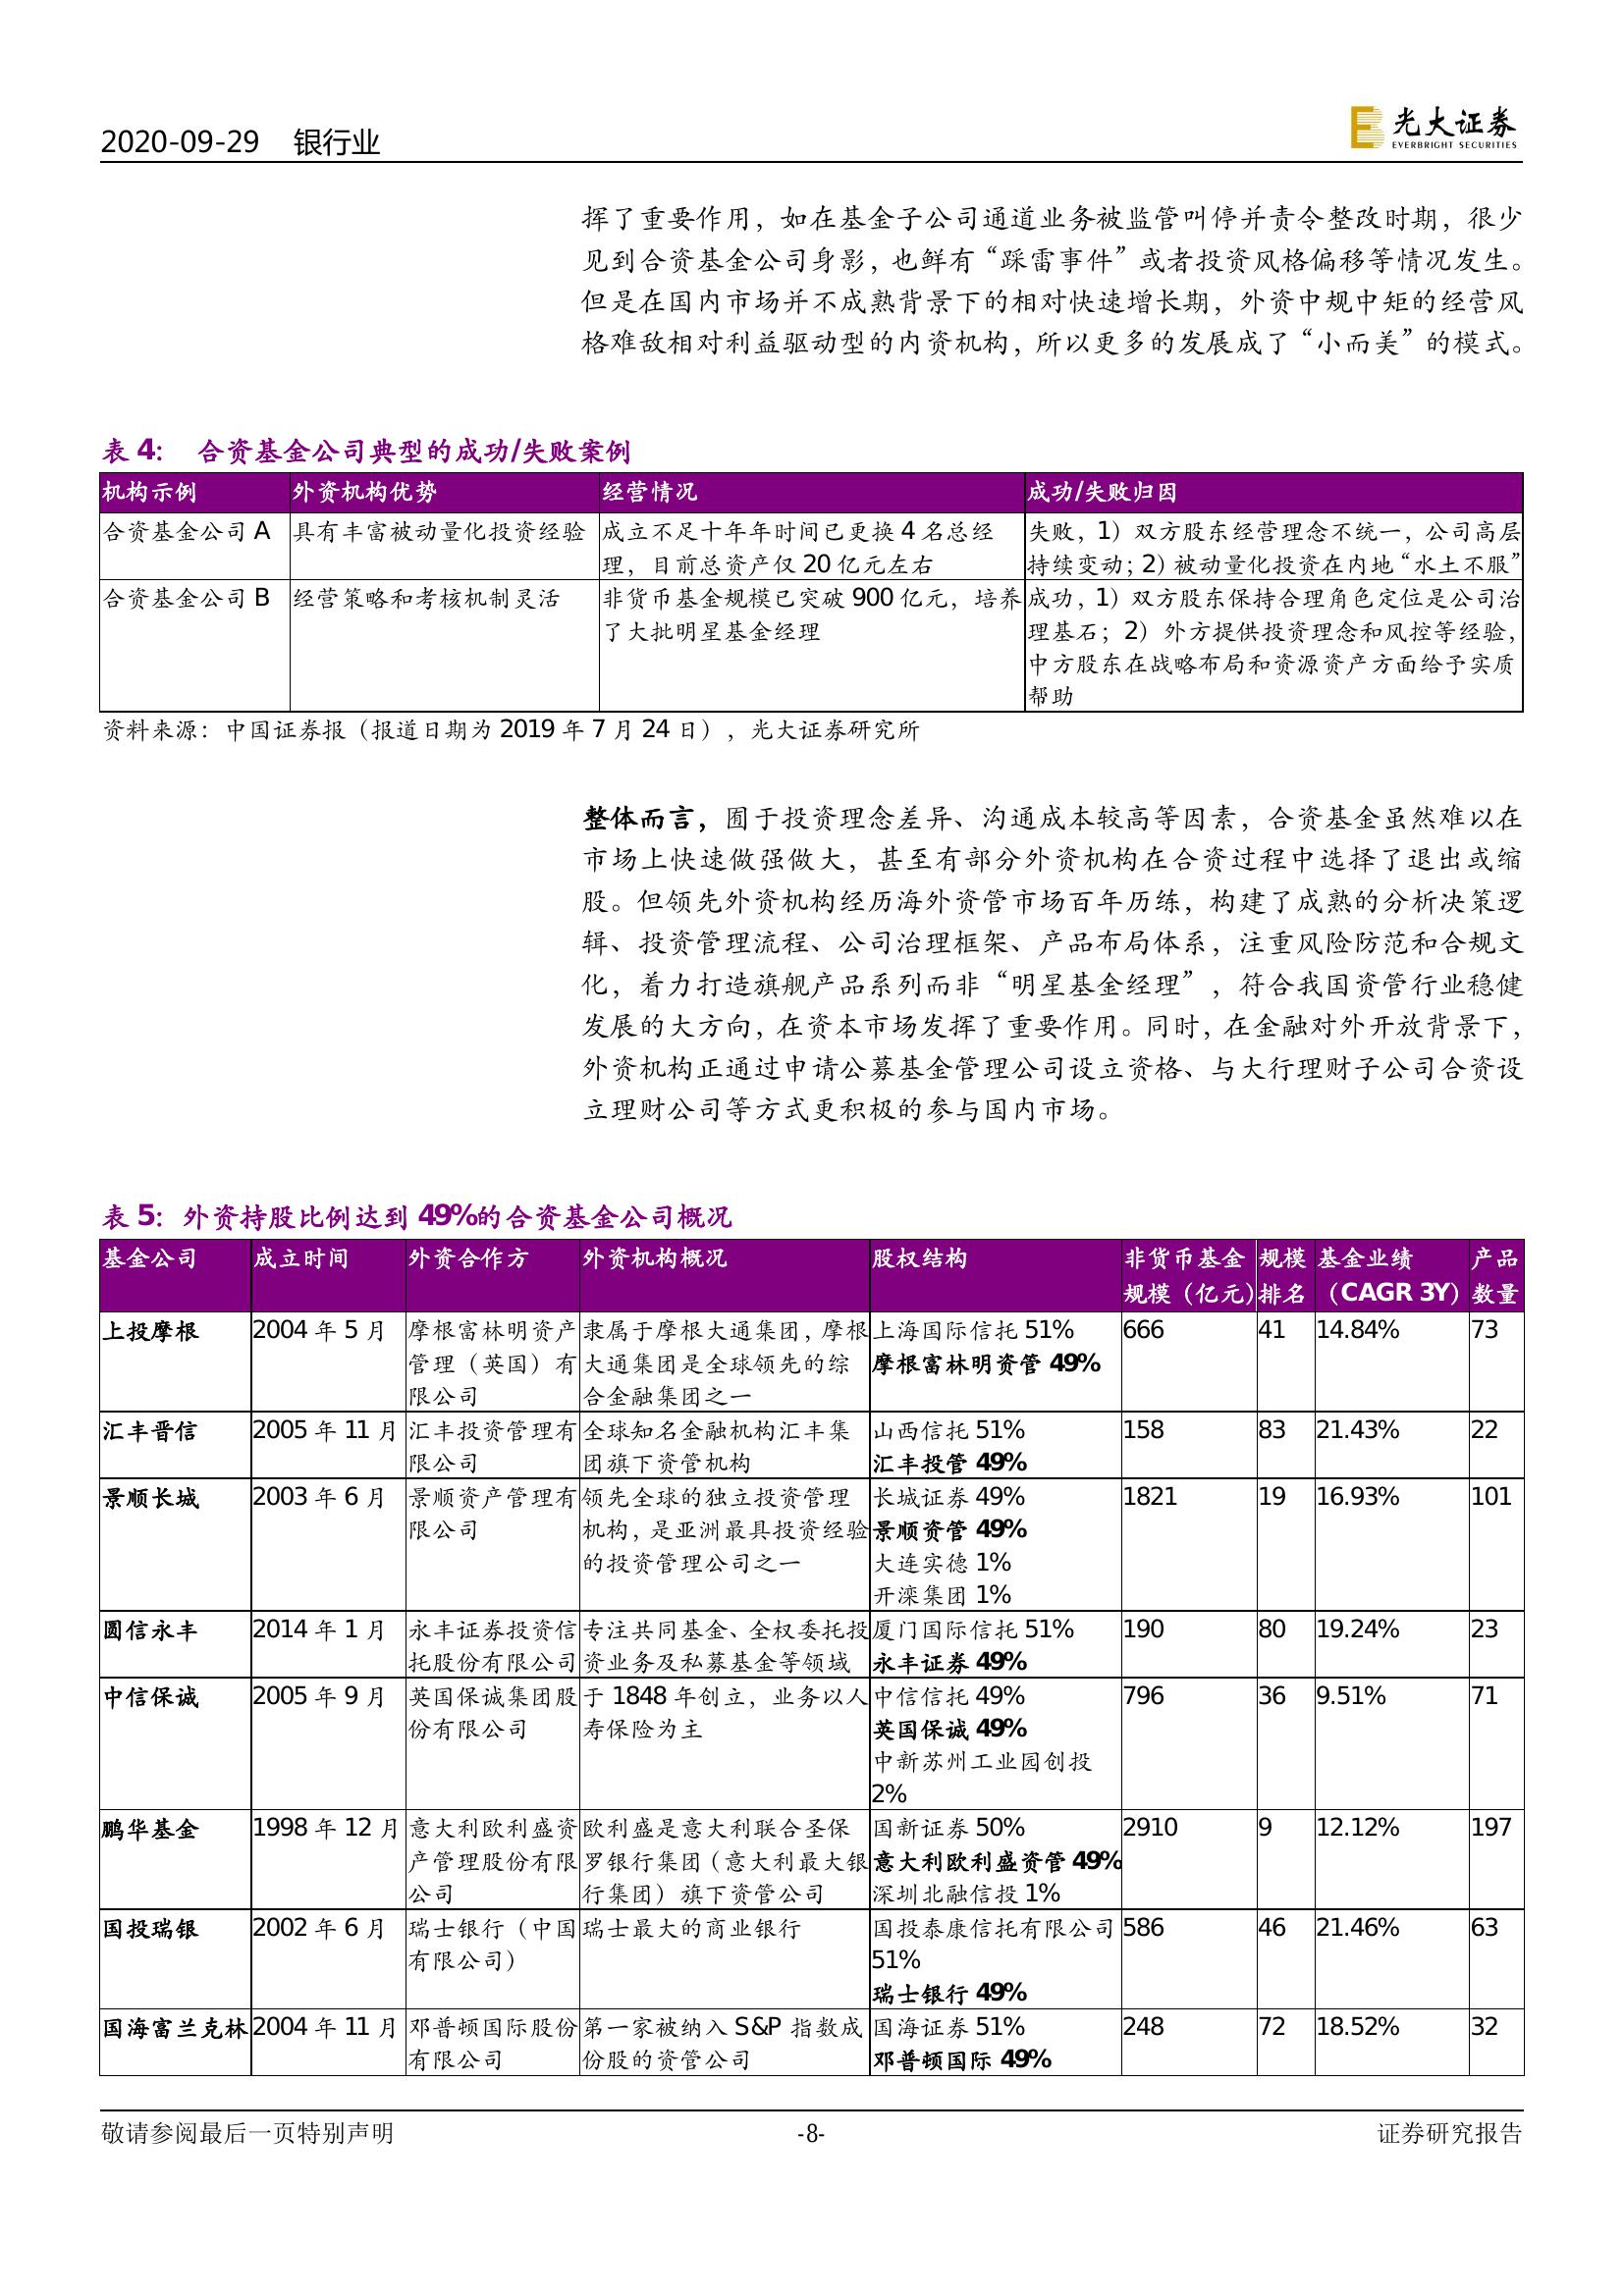 2020-09-29 银行业
光大证券
EVERBRIGHT SECURITIES
挥了重要作用，如在基金子公司通道业务被监管叫停并责令整改时期，很少
见到合资基金公司身影，也鲜有“踩雷事件”或者投资风格偏移等情况发生。
但是在国内市场并不成熟背景下的相对快速增长期，外资中规中矩的经营风
格难敌相对利益驱动型的内资机构，所以更多的发展成了“小而美”的模式。
表 4： 合资基金公司典型的成功/失败案例
机构示例 外资机构优势 经营情况 成功/失败归因
合资基金公司 A 具有丰富被动量化投资经验 成立不足十年年时间已更换 4 名总经 失败，1）双方股东经营理念不统一，公司高层
理，目前总资产仅 20 亿元左右 持续变动；2）被动量化投资在内地“水土不服”
合资基金公司 B 经营策略和考核机制灵活 非货币基金规模已突破 900 亿元，培养 成功，1）双方股东保持合理角色定位是公司治
了大批明星基金经理 理基石；2）外方提供投资理念和风控等经验，
中方股东在战略布局和资源资产方面给予实质
帮助
资料来源：中国证券报（报道日期为 2019 年 7 月 24 日），光大证券研究所
整体而言，囿于投资理念差异、沟通成本较高等因素，合资基金虽然难以在
市场上快速做强做大，甚至有部分外资机构在合资过程中选择了退出或缩
股。但领先外资机构经历海外资管市场百年历练，构建了成熟的分析决策逻
辑、投资管理流程、公司治理框架、产品布局体系，注重风险防范和合规文
化，着力打造旗舰产品系列而非“明星基金经理”，符合我国资管行业稳健
发展的大方向，在资本市场发挥了重要作用。同时，在金融对外开放背景下，
外资机构正通过申请公募基金管理公司设立资格、与大行理财子公司合资设
立理财公司等方式更积极的参与国内市场。
表 5：外资持股比例达到 49%的合资基金公司概况
基金公司 成立时间 外资合作方 外资机构概况 股权结构 非货币基金 规模 基金业绩 产品
规模（亿元） 排名 （CAGR 3Y） 数量
上投摩根 2004 年 5 月 摩根富林明资产 隶属于摩根大通集团，摩根 上海国际信托 51% 666 41 14.84% 73
管理（英国）有 大通集团是全球领先的综 摩根富林明资管 49%
限公司 合金融集团之一
汇丰晋信 2005 年 11 月 汇丰投资管理有 全球知名金融机构汇丰集 山西信托 51% 158 83 21.43% 22
限公司 团旗下资管机构 汇丰投管 49%
景顺长城 2003 年 6 月 景顺资产管理有 领先全球的独立投资管理 长城证券 49% 1821 19 16.93% 101
限公司 机构，是亚洲最具投资经验 景顺资管 49%
的投资管理公司之一 大连实德 1%
开滦集团 1%
圆信永丰 2014 年 1 月 永丰证券投资信 专注共同基金、全权委托投 厦门国际信托 51% 190 80 19.24% 23
托股份有限公司 资业务及私募基金等领域 永丰证券 49%
中信保诚 2005 年 9 月 英国保诚集团股 于 1848 年创立，业务以人 中信信托 49% 796 36 9.51% 71
份有限公司 寿保险为主 英国保诚 49%
中新苏州工业园创投
2%
鹏华基金 1998 年 12 月 意大利欧利盛资 欧利盛是意大利联合圣保 国新证券 50% 2910 9 12.12% 197
产管理股份有限 罗银行集团（意大利最大银 意大利欧利盛资管 49%
公司 行集团）旗下资管公司 深圳北融信投 1%
国投瑞银 2002 年 6 月 瑞士银行（中国 瑞士最大的商业银行 国投泰康信托有限公司 586 46 21.46% 63
有限公司） 51%
瑞士银行 49%
国海富兰克林 2004 年 11 月 邓普顿国际股份 第一家被纳入 S&P 指数成 国海证券 51% 248 72 18.52% 32
有限公司 份股的资管公司 邓普顿国际 49%
敬请参阅最后一页特别声明 -8- 证券研究报告